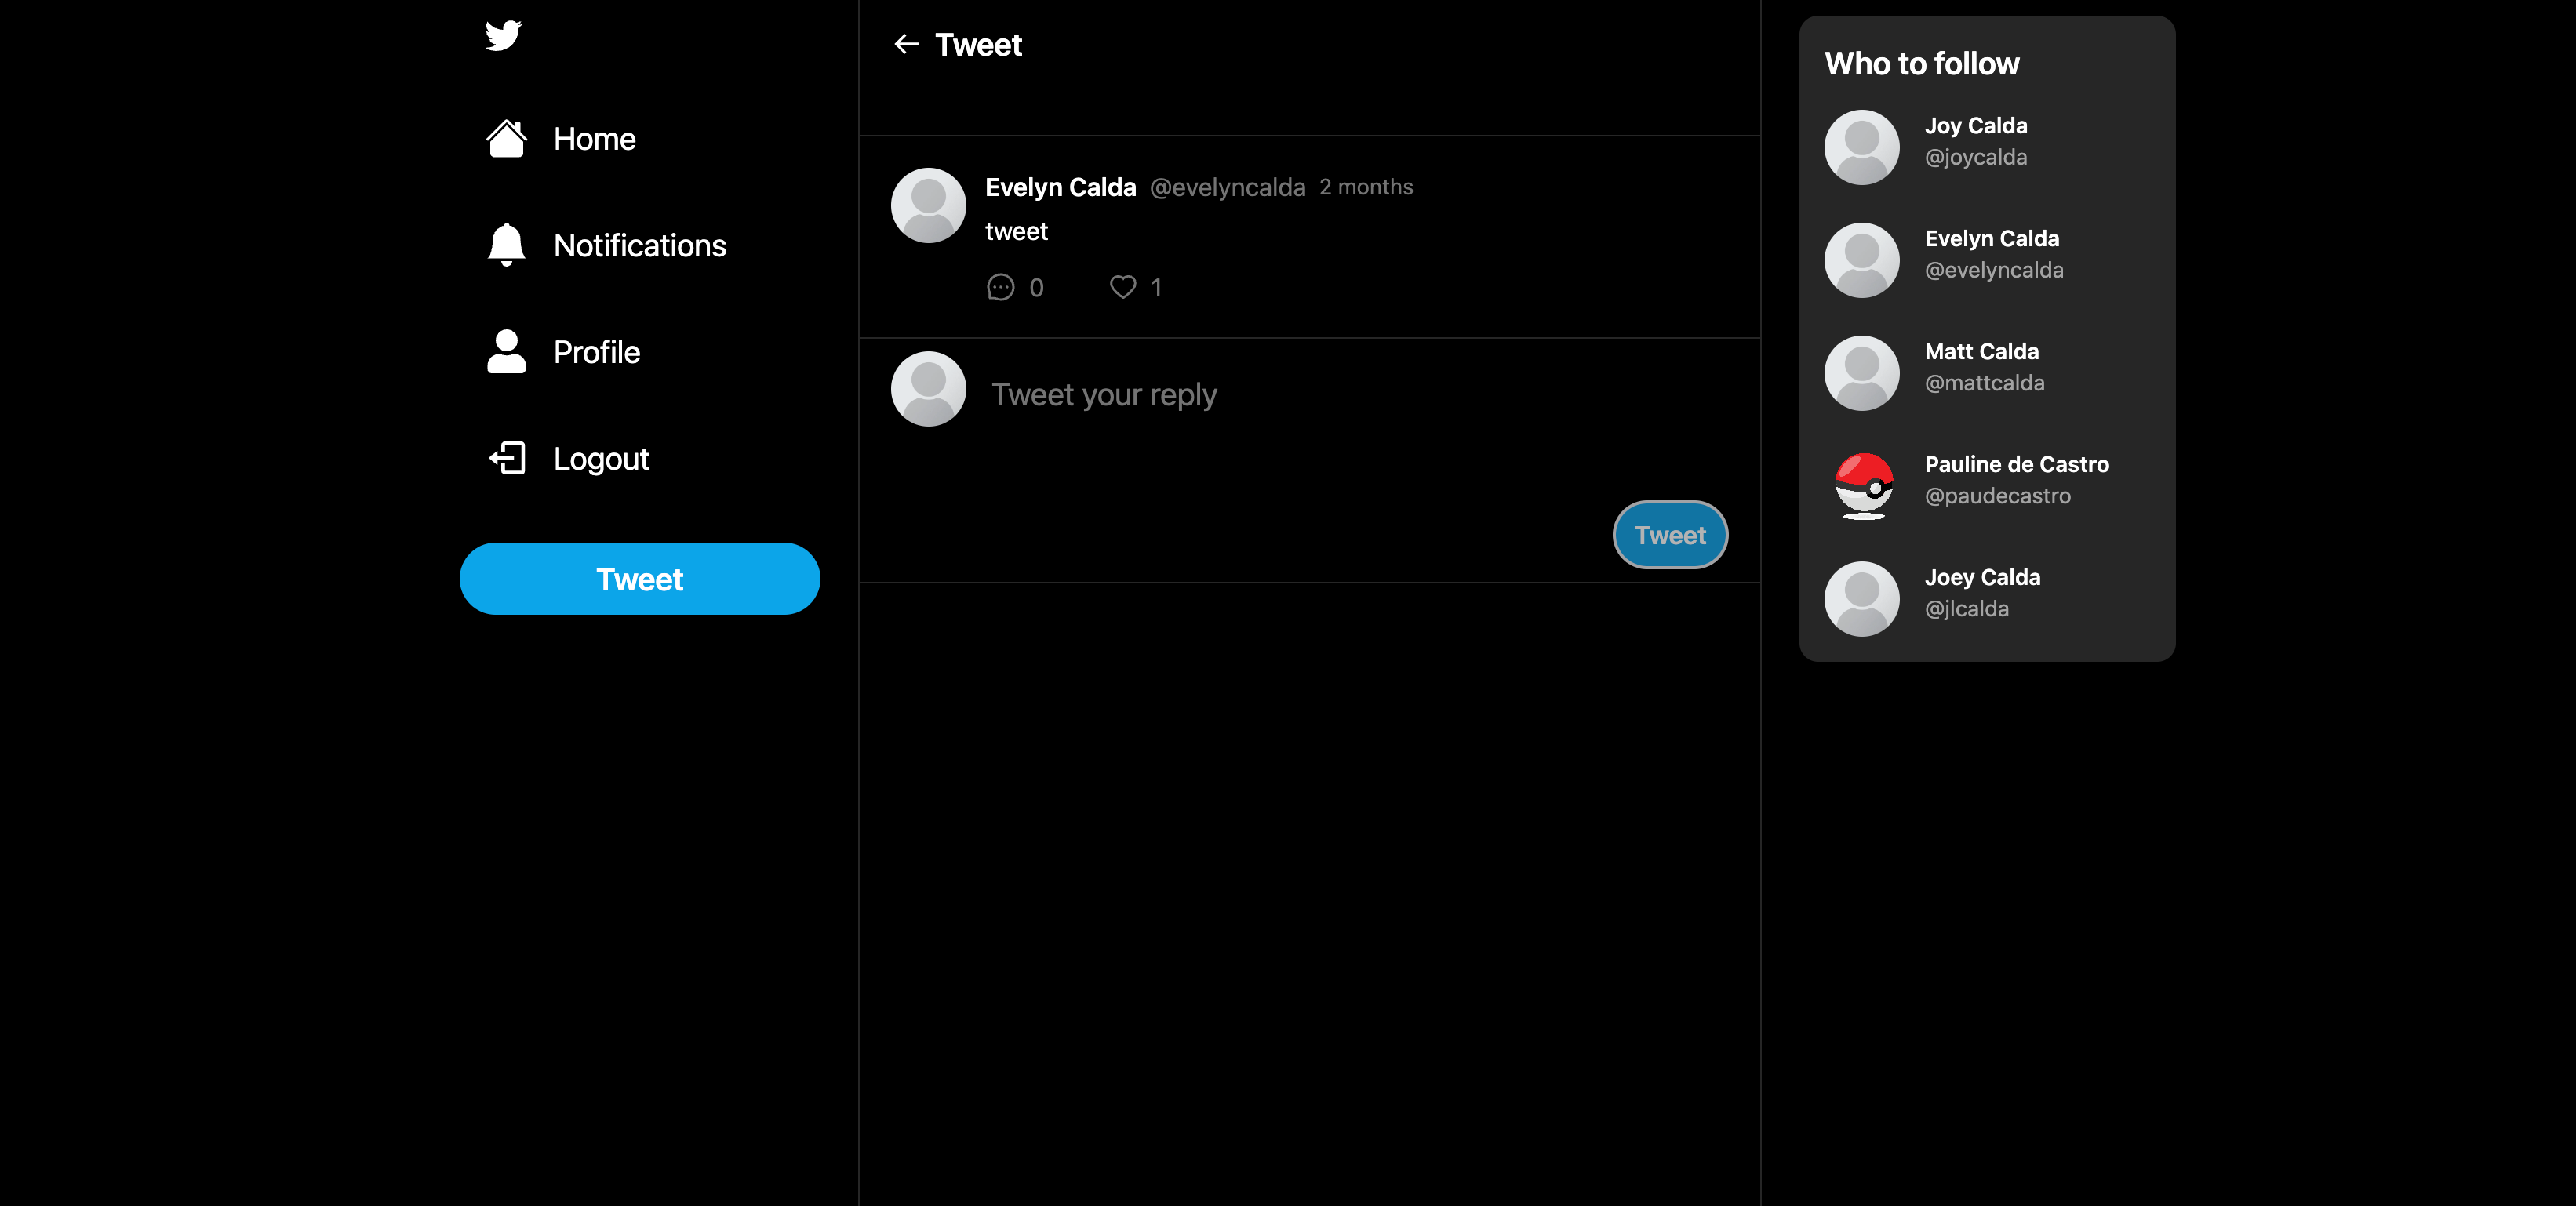 Home
Notifications
Profile
Logout
Tweet
Tweet
Evelyn Calda @evelyncalda 2 months
tweet
0 1
Tweet your reply
Tweet
Who to follow
Joy Calda
@joycalda
Evelyn Calda
@evelyncalda
Matt Calda
@mattcalda
Pauline de Castro
@paudecastro
Joey Calda
@jlcalda